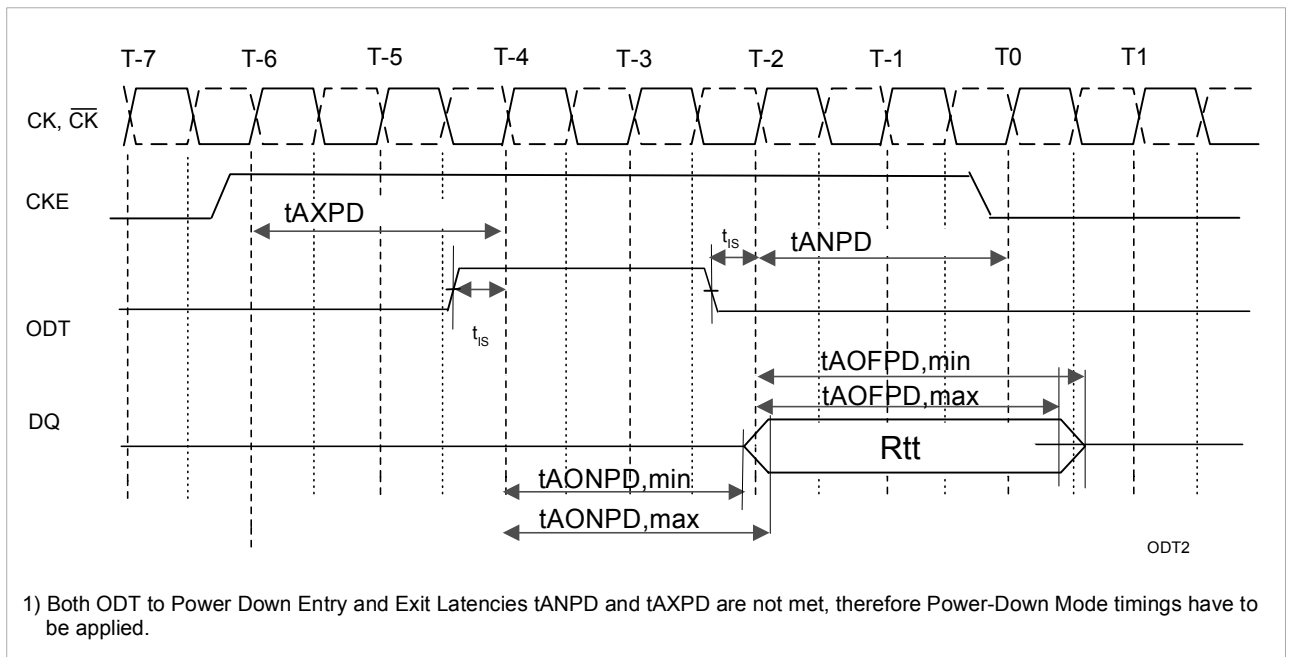 T-7 T-6 T-5 T-4 T-3 T-2 T-1 T0 T1
CK, C̅K̅
CKE
tAXPD
tIS
tANPD
ODT
tIS
tAOFPD,min
tAOFPD,max
DQ
Rtt
tAONPD,min
tAONPD,max
ODT2
1) Both ODT to Power Down Entry and Exit Latencies tANPD and tAXPD are not met, therefore Power-Down Mode timings have to
be applied.